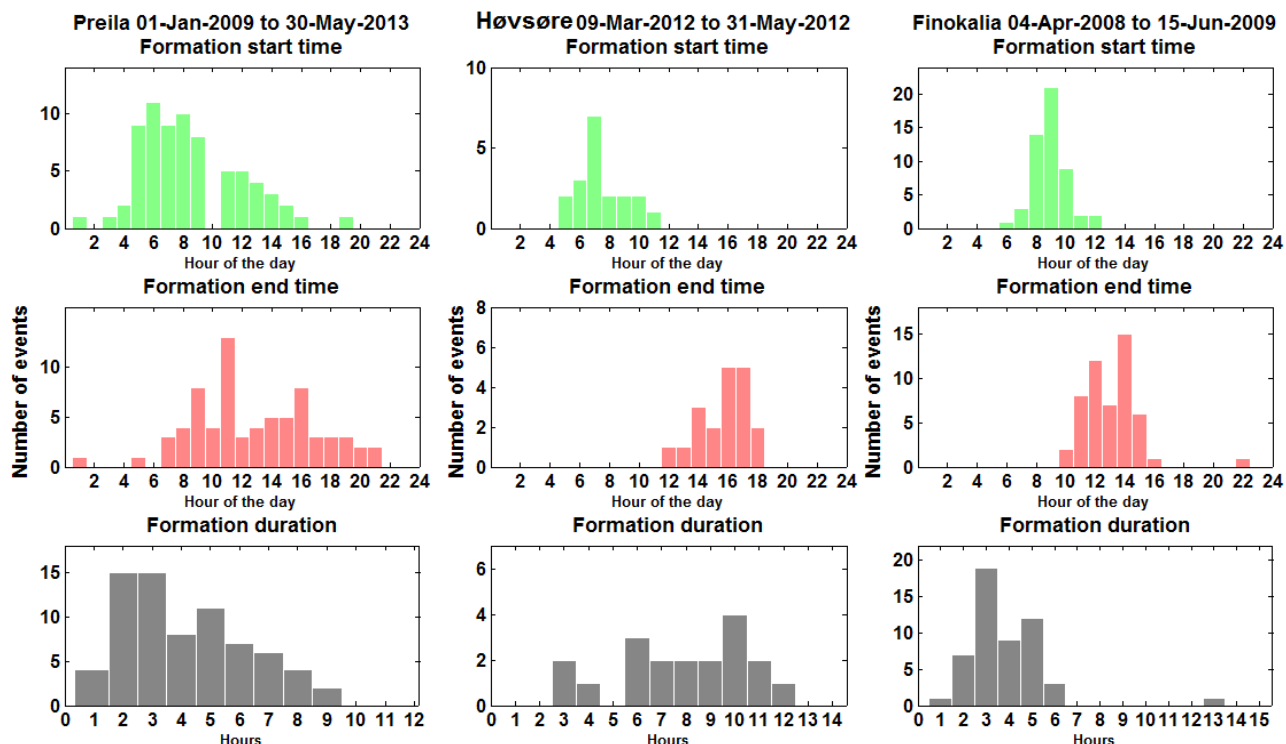 Preila 01-Jan-2009 to 30-May-2013
Formation start time
10
5
0
2 4 6 8 10 12 14 16 18 20 22 24
Hour of the day
Høvsøre 09-Mar-2012 to 31-May-2012
Formation start time
10
5
0
2 4 6 8 10 12 14 16 18 20 22 24
Hour of the day
Finokalia 04-Apr-2008 to 15-Jun-2009
Formation start time
20
15
10
5
0
2 4 6 8 10 12 14 16 18 20 22 24
Hour of the day
Formation end time
Number of events
10
5
0
2 4 6 8 10 12 14 16 18 20 22 24
Hour of the day
Formation end time
Number of events
8
6
4
2
0
2 4 6 8 10 12 14 16 18 20 22 24
Hour of the day
Formation end time
Number of events
15
10
5
0
2 4 6 8 10 12 14 16 18 20 22 24
Hour of the day
Formation duration
15
10
5
0
0 1 2 3 4 5 6 7 8 9 10 11 12
Hours
Formation duration
6
4
2
0
0 1 2 3 4 5 6 7 8 9 10 11 12 13 14
Hours
Formation duration
20
15
10
5
0
0 1 2 3 4 5 6 7 8 9 10 11 12 13 14 15
Hours